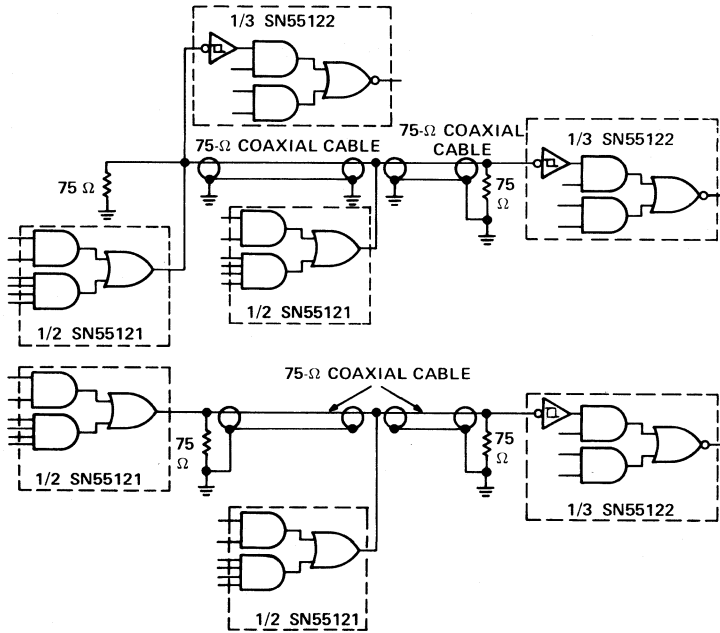 1/3 SN55122
75-Ω COAXIAL CABLE
75-Ω COAXIAL
CABLE
1/3 SN55122
75 Ω
75
Ω
1/2 SN55121
1/2 SN55121
75-Ω COAXIAL CABLE
75
Ω
75
Ω
1/2 SN55121
1/3 SN55122
1/2 SN55121